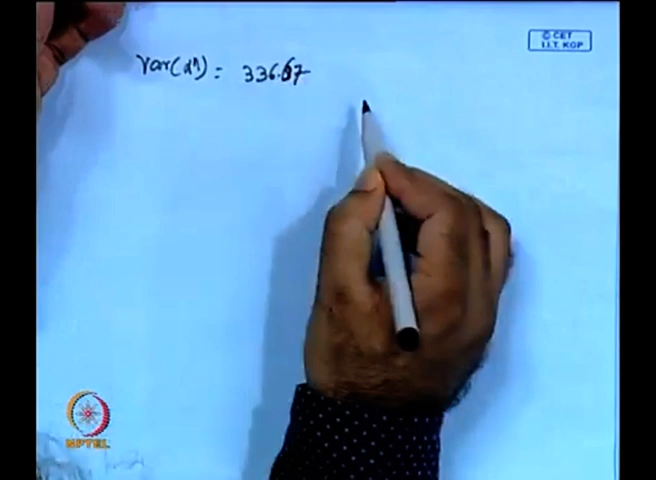 Var(x̄) = 336.67
© CET
I.I.T. KGP
NPTEL